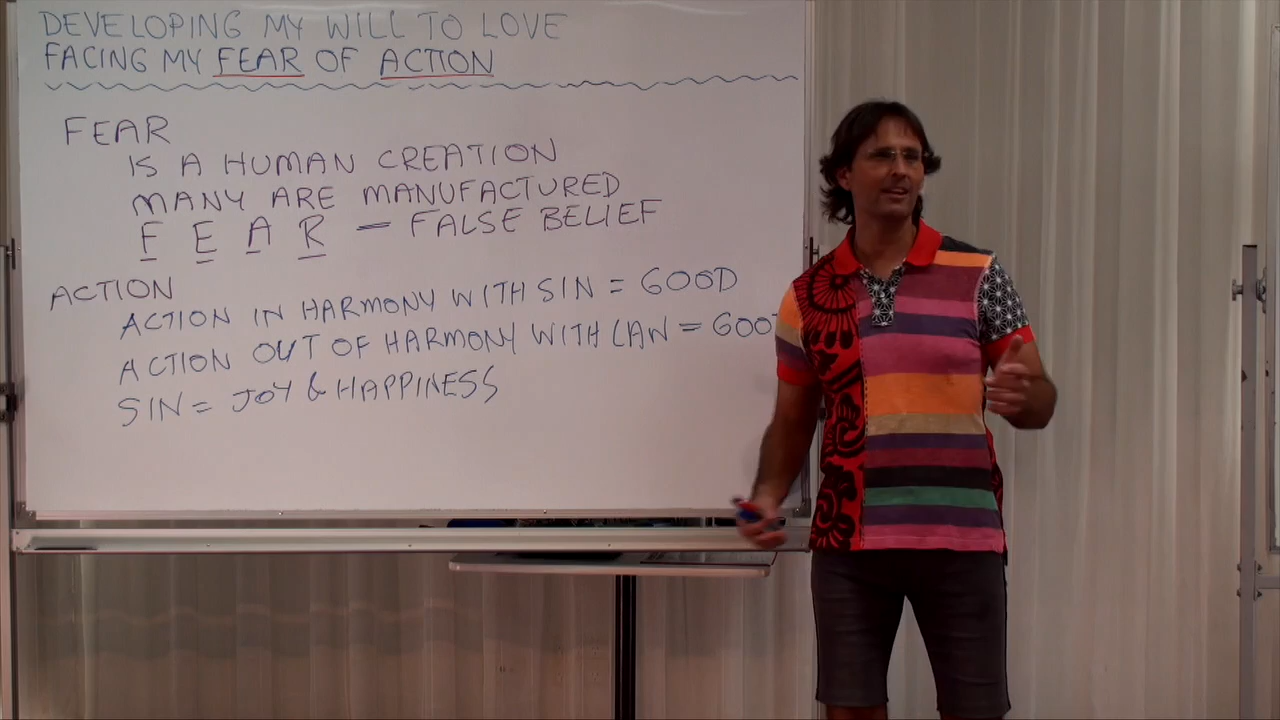 DEVELOPING MY WILL TO LOVE
FACING MY FEAR OF ACTION
FEAR
IS A HUMAN CREATION
MANY ARE MANUFACTURED
F E A R - FALSE BELIEF
ACTION
ACTION IN HARMONY WITH SIN = GOOD
ACTION OUT OF HARMONY WITH LAW = GOO
SIN = JOY & HAPPINESS